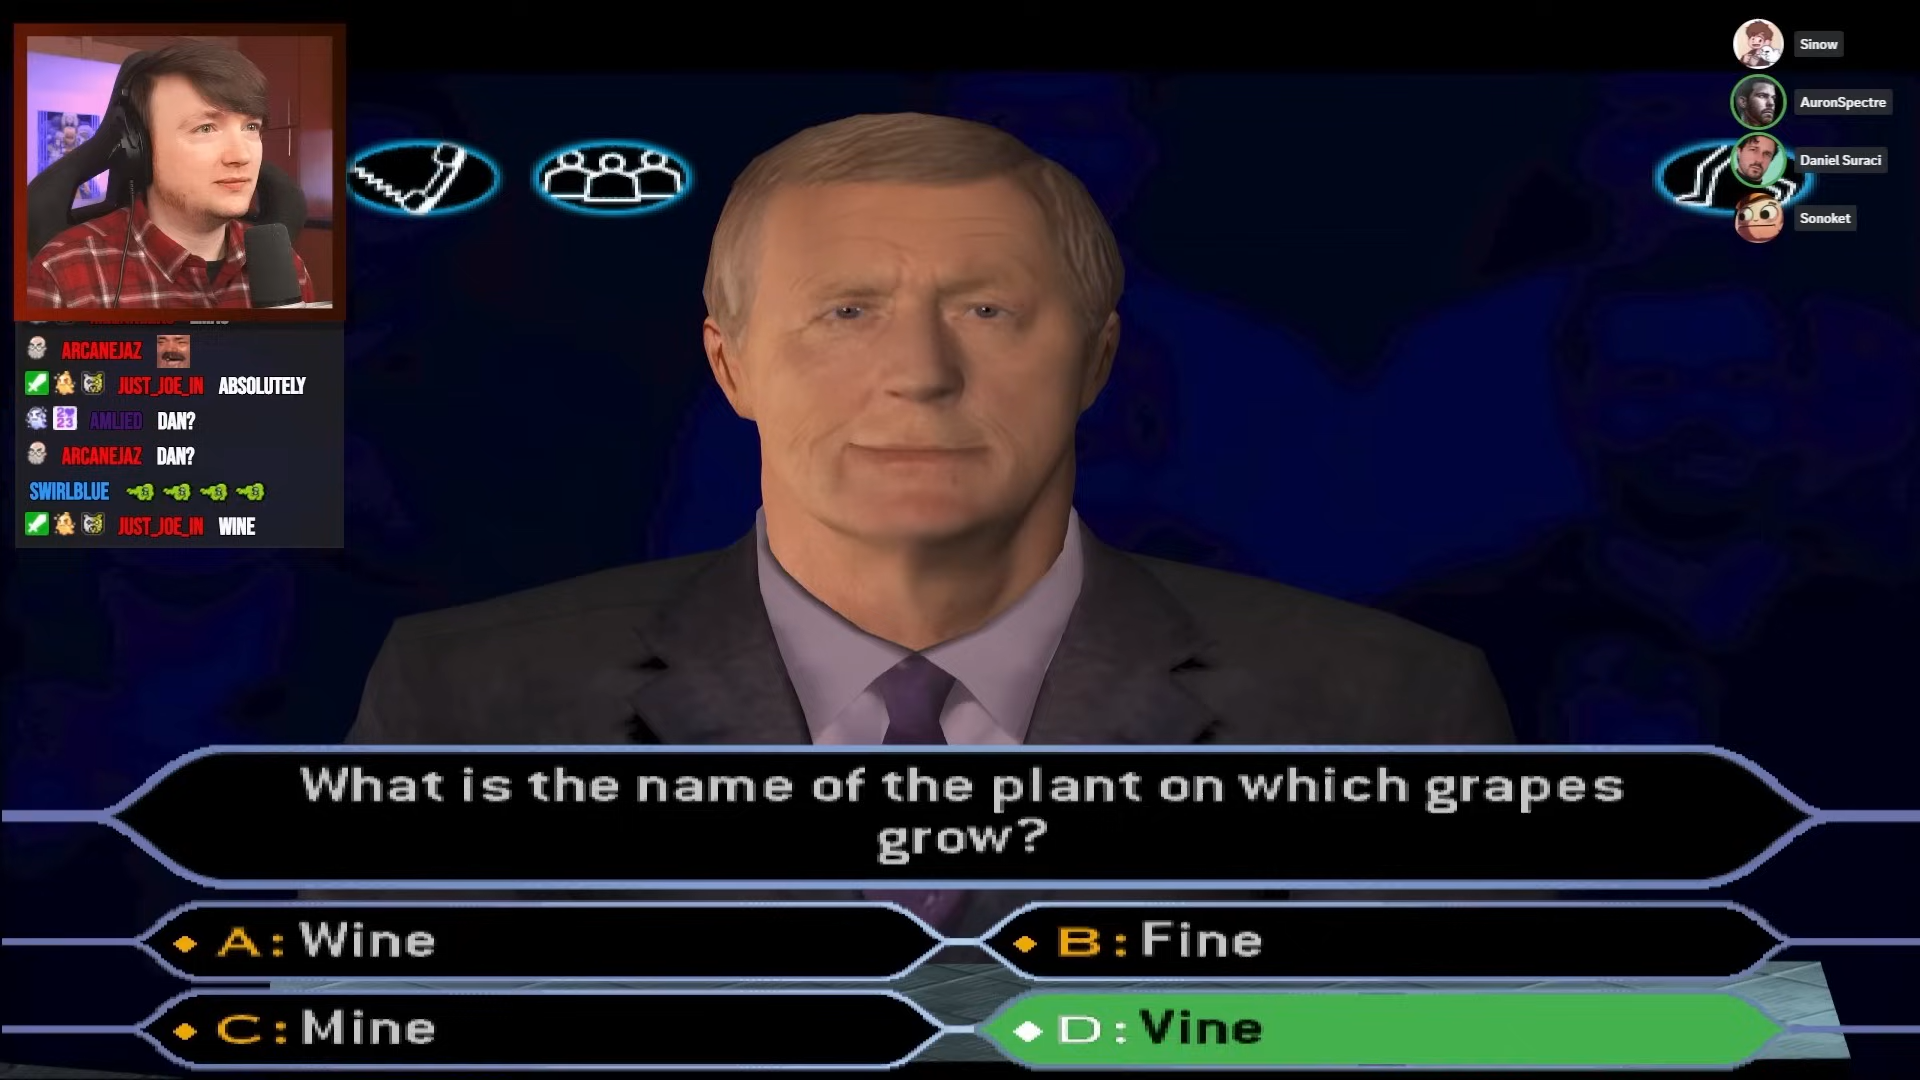 Sinow
AuronSpectre
Daniel Suraci
Sonoket
ARCANEJAZ
JUST_JOE_IN ABSOLUTELY
AMLIED DAN?
ARCANEJAZ DAN?
SWIRLBLUE
JUST_JOE_IN WINE
What is the name of the plant on which grapes
grow?
A: Wine
B: Fine
C: Mine
D: Vine